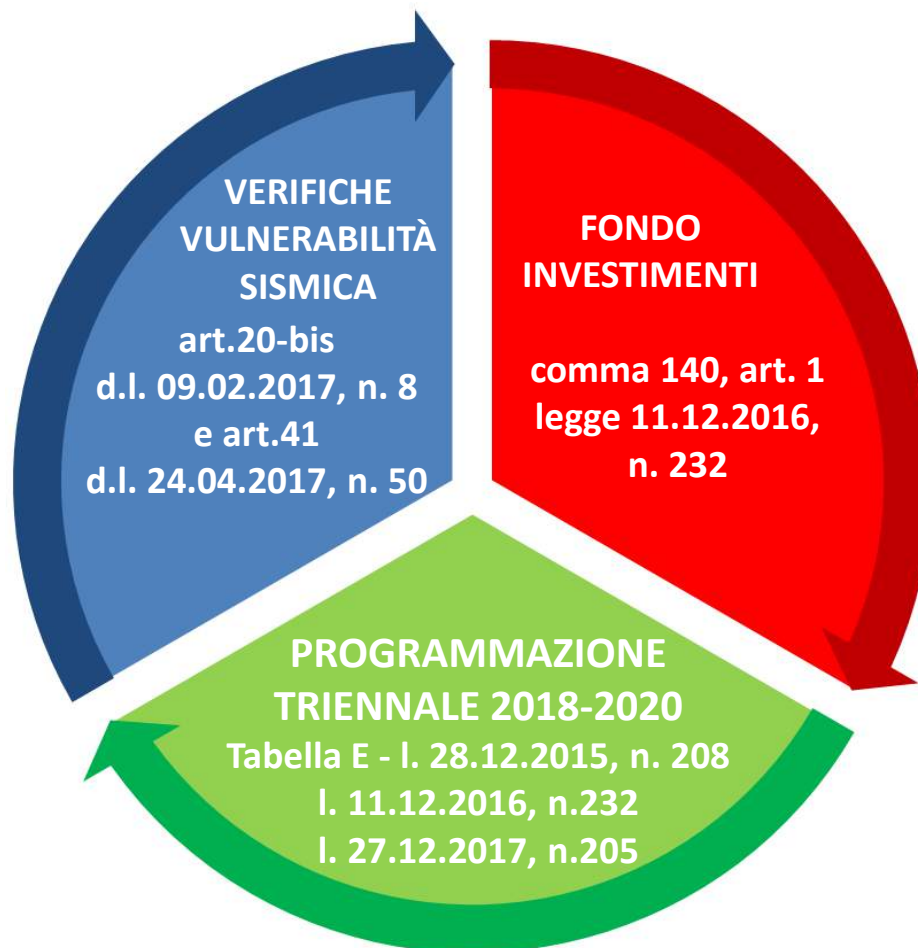 VERIFICHE
VULNERABILITÀ
SISMICA
art.20-bis
d.l. 09.02.2017, n. 8
e art.41
d.l. 24.04.2017, n. 50
FONDO
INVESTIMENTI
comma 140, art. 1
legge 11.12.2016,
n. 232
PROGRAMMAZIONE
TRIENNALE 2018-2020
Tabella E - l. 28.12.2015, n. 208
l. 11.12.2016, n.232
l. 27.12.2017, n.205